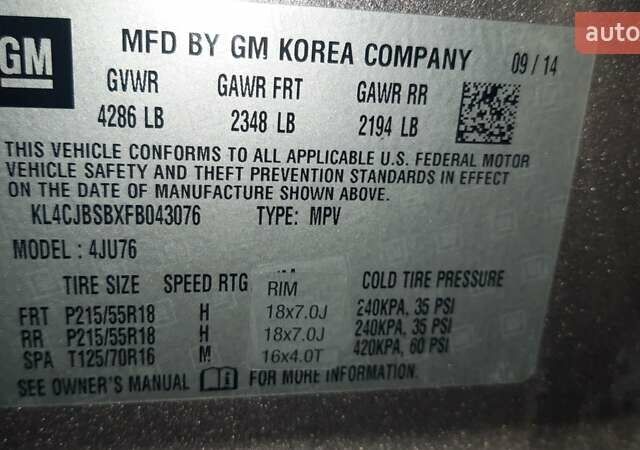 GM
MFD BY GM KOREA COMPANY 09/14
GVWR GAWR FRT GAWR RR
4286 LB 2348 LB 2194 LB
THIS VEHICLE CONFORMS TO ALL APPLICABLE U.S. FEDERAL MOTOR
VEHICLE SAFETY AND THEFT PREVENTION STANDARDS IN EFFECT
ON THE DATE OF MANUFACTURE SHOWN ABOVE.
KL4CJBSBXFB043076 TYPE: MPV
MODEL: 4JU76
TIRE SIZE SPEED RTG RIM COLD TIRE PRESSURE
FRT P215/55R18 H 18x7.0J 240KPA, 35 PSI
RR P215/55R18 H 18x7.0J 240KPA, 35 PSI
SPA T125/70R16 M 16x4.0T 420KPA, 60 PSI
SEE OWNER'S MANUAL FOR MORE INFORMATION.
auto